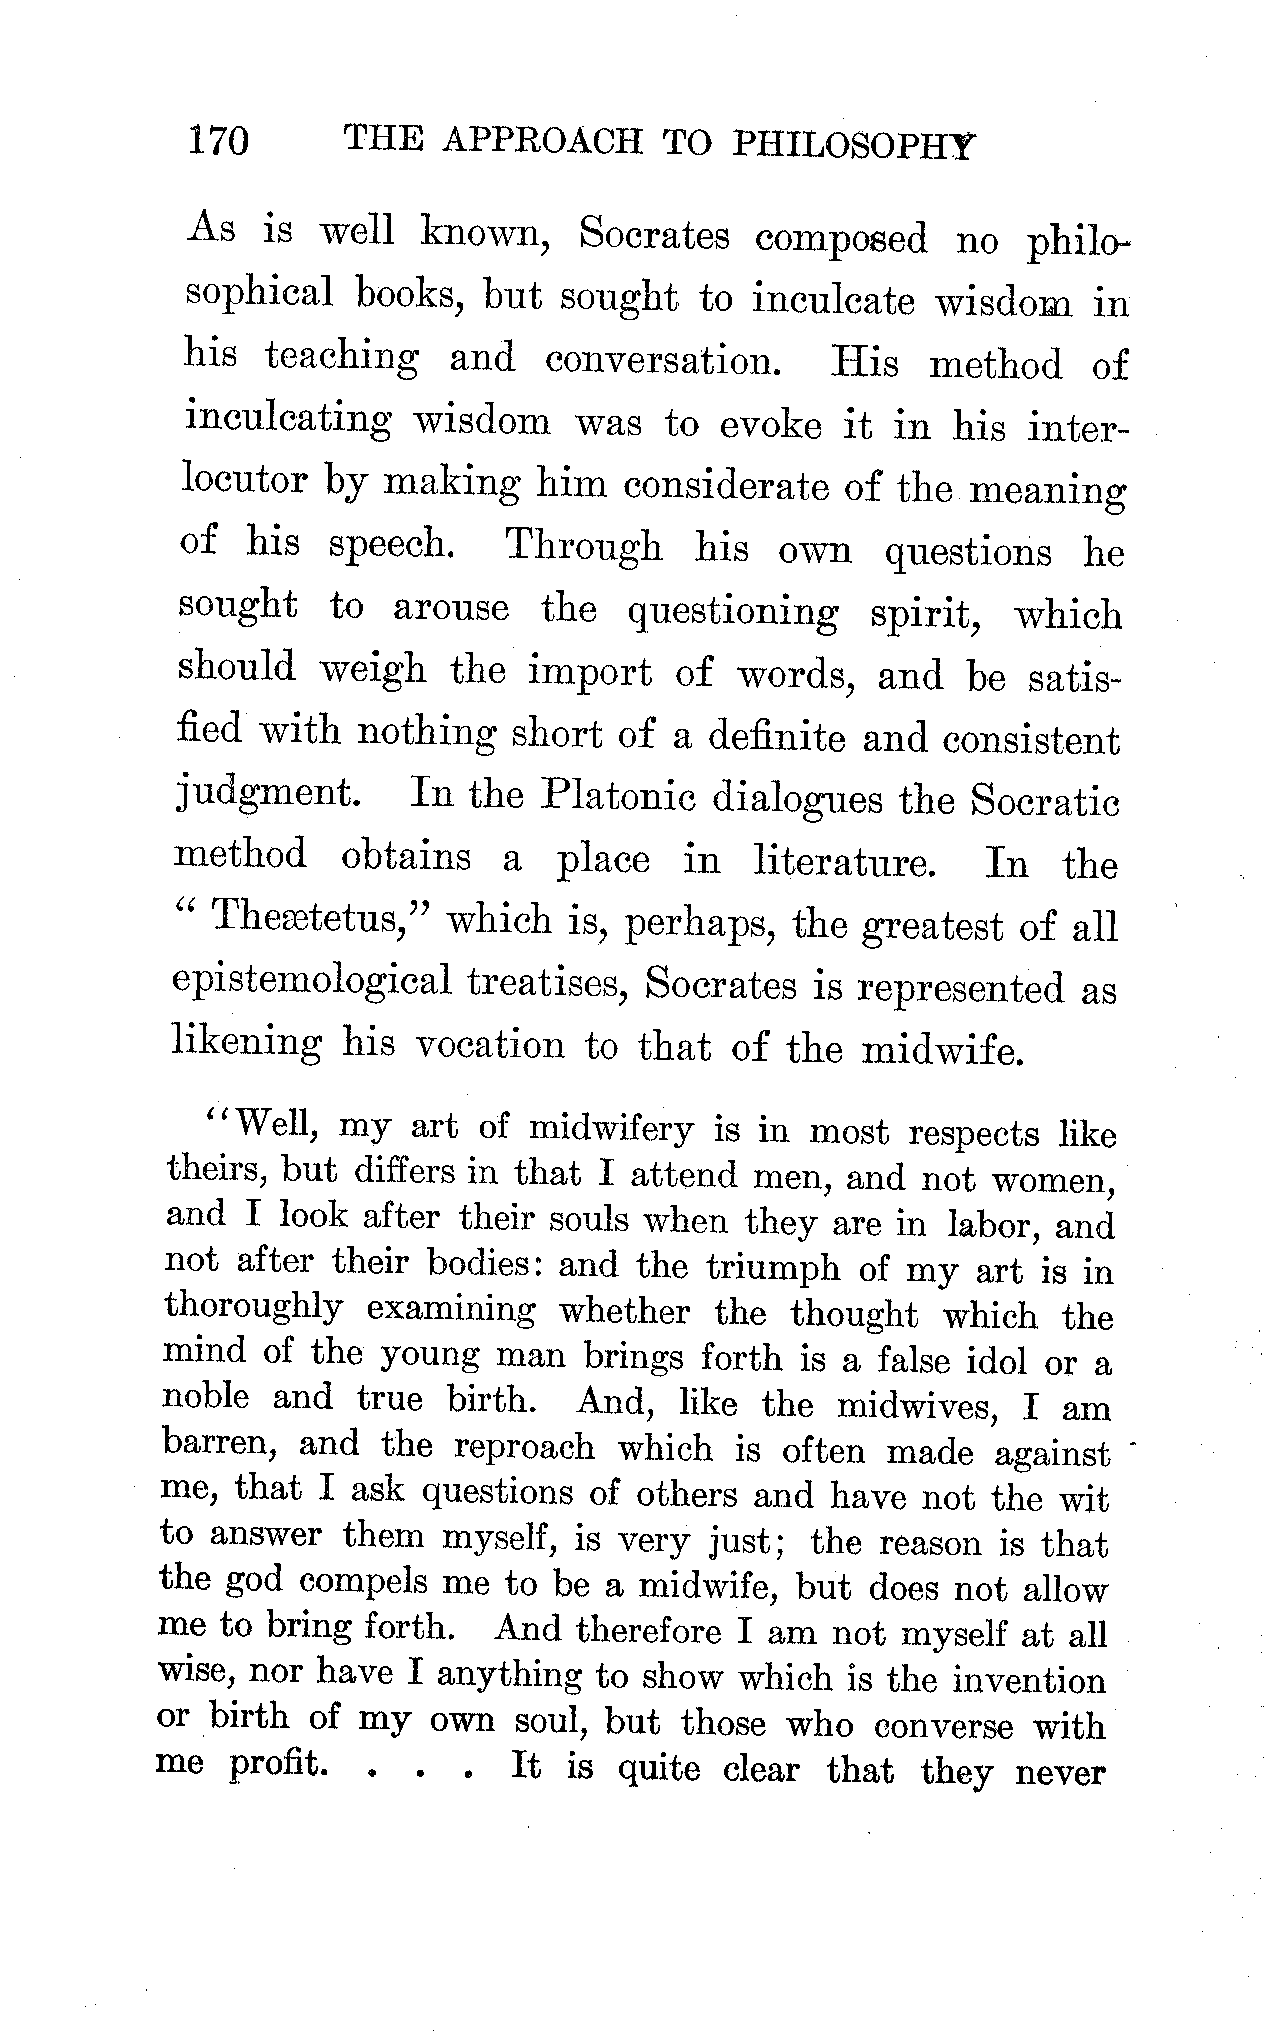 170 THE APPROACH TO PHILOSOPHY
As is well known, Socrates composed no philo-
sophical books, but sought to inculcate wisdom in
his teaching and conversation. His method of
inculcating wisdom was to evoke it in his inter-
locutor by making him considerate of the meaning
of his speech. Through his own questions he
sought to arouse the questioning spirit, which
should weigh the import of words, and be satis-
fied with nothing short of a definite and consistent
judgment. In the Platonic dialogues the Socratic
method obtains a place in literature. In the
“ Theætetus,” which is, perhaps, the greatest of all
epistemological treatises, Socrates is represented as
likening his vocation to that of the midwife.
“Well, my art of midwifery is in most respects like
theirs, but differs in that I attend men, and not women,
and I look after their souls when they are in labor, and
not after their bodies: and the triumph of my art is in
thoroughly examining whether the thought which the
mind of the young man brings forth is a false idol or a
noble and true birth. And, like the midwives, I am
barren, and the reproach which is often made against
me, that I ask questions of others and have not the wit
to answer them myself, is very just; the reason is that
the god compels me to be a midwife, but does not allow
me to bring forth. And therefore I am not myself at all
wise, nor have I anything to show which is the invention
or birth of my own soul, but those who converse with
me profit. . . . It is quite clear that they never